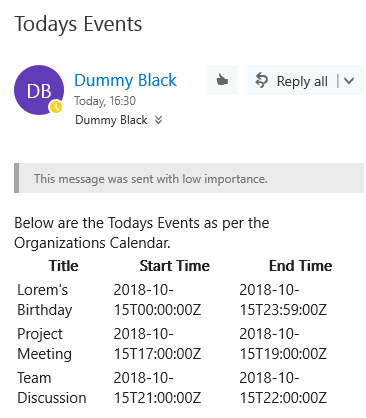 Todays Events
DB
Dummy Black
Reply all
Today, 16:30
Dummy Black
This message was sent with low importance.
Below are the Todays Events as per the
Organizations Calendar.
Title Start Time End Time
Lorem's 2018-10- 2018-10-
Birthday 15T00:00:00Z 15T23:59:00Z
Project 2018-10- 2018-10-
Meeting 15T17:00:00Z 15T19:00:00Z
Team 2018-10- 2018-10-
Discussion 15T21:00:00Z 15T22:00:00Z